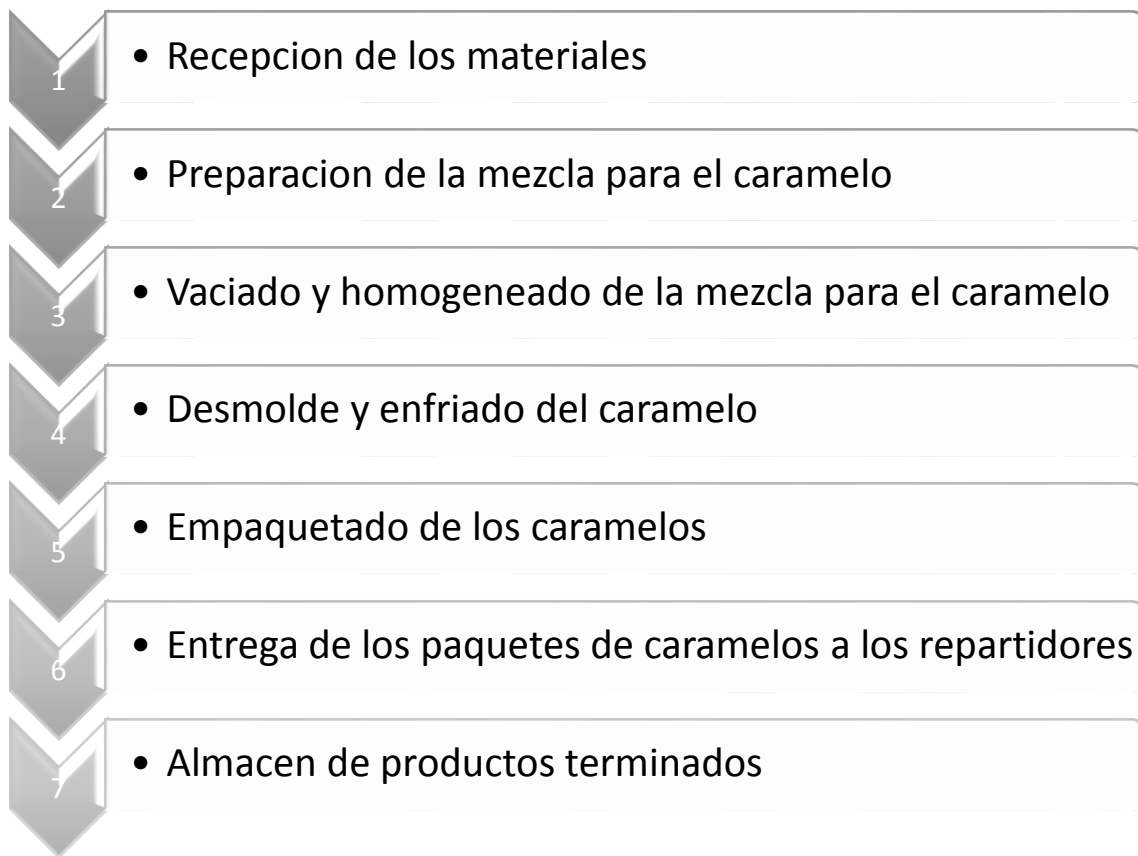 1
• Recepcion de los materiales
2
• Preparacion de la mezcla para el caramelo
3
• Vaciado y homogeneado de la mezcla para el caramelo
4
• Desmolde y enfriado del caramelo
5
• Empaquetado de los caramelos
6
• Entrega de los paquetes de caramelos a los repartidores
7
• Almacen de productos terminados